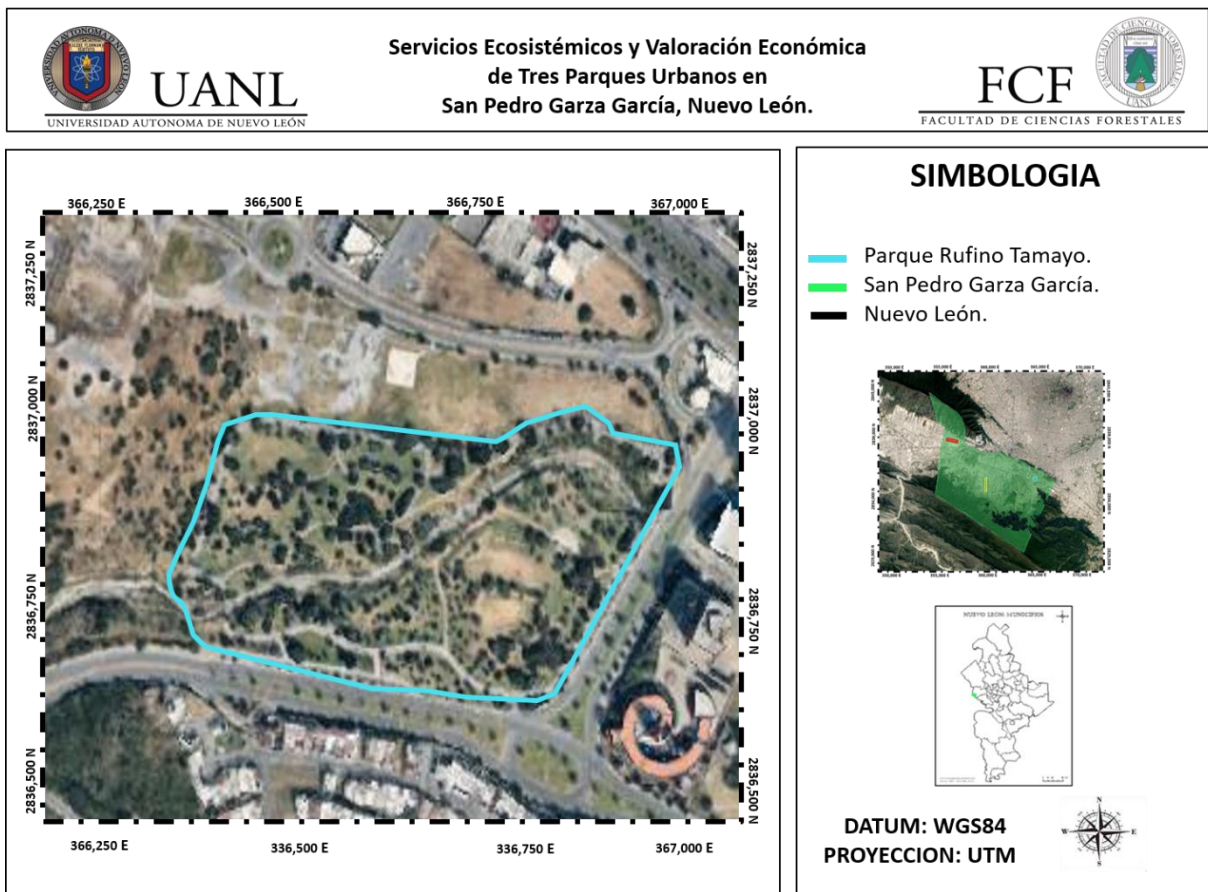 UANL
UNIVERSIDAD AUTONOMA DE NUEVO LEÓN
Servicios Ecosistémicos y Valoración Económica
de Tres Parques Urbanos en
San Pedro Garza García, Nuevo León.
FCF
FACULTAD DE CIENCIAS FORESTALES
366,250 E
366,500 E
366,750 E
367,000 E
2837,250 N
2837,000 N
2836,750 N
2836,500 N
2837,250 N
2837,000 N
2836,750 N
2836,500 N
366,250 E
336,500 E
336,750 E
367,000 E
SIMBOLOGIA
Parque Rufino Tamayo.
San Pedro Garza García.
Nuevo León.
NUEVO LEÓN MUNICIPIOS
DATUM: WGS84
PROYECCION: UTM
N
W
E
S